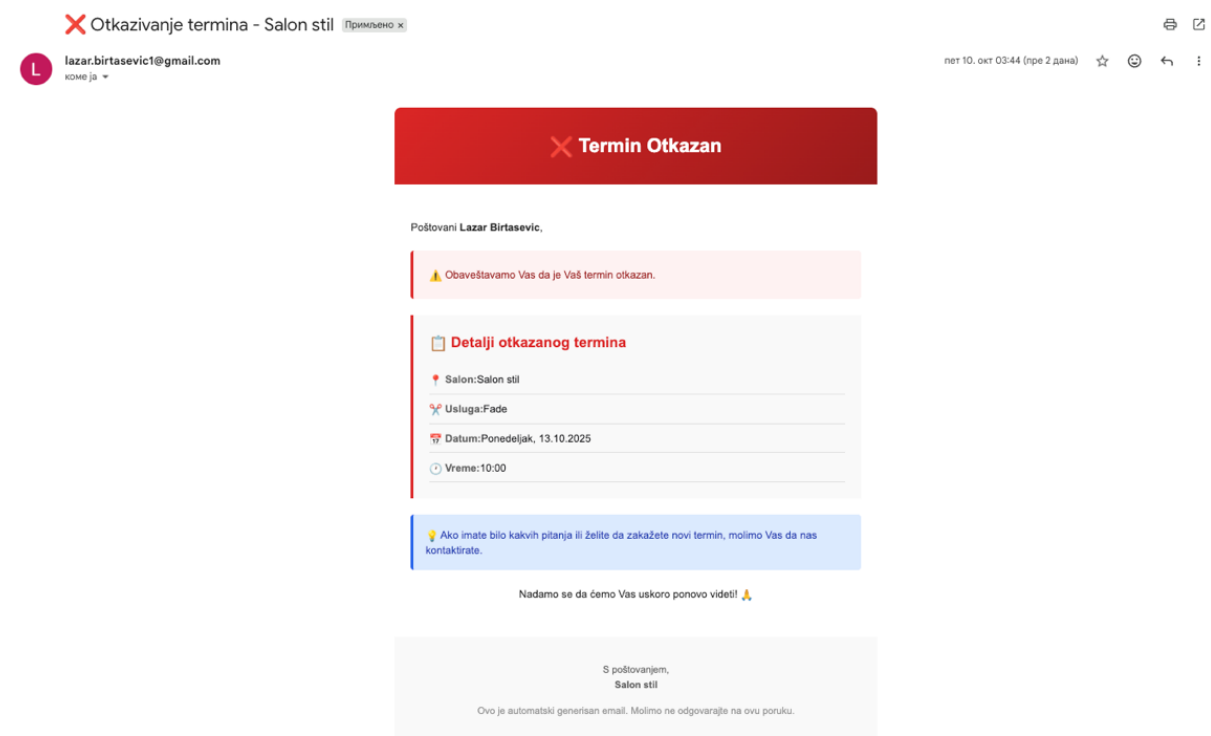 ❌ Otkazivanje termina - Salon stil Примљено ×
lazar.birtasevic1@gmail.com
пет 10. окт 03:44 (пре 2 дана)
коме ја
L
❌ Termin Otkazan
Poštovani Lazar Birtasevic,
⚠️ Obaveštavamo Vas da je Vaš termin otkazan.
📋 Detalji otkazanog termina
📍 Salon:Salon stil
✂️ Usluga:Fade
📅 Datum:Ponedeljak, 13.10.2025
🕐 Vreme:10:00
💡 Ako imate bilo kakvih pitanja ili želite da zakažete novi termin, molimo Vas da nas
kontaktirate.
Nadamo se da ćemo Vas uskoro ponovo videti! 🙏
S poštovanjem,
Salon stil
Ovo je automatski generisan email. Molimo ne odgovarajte na ovu poruku.